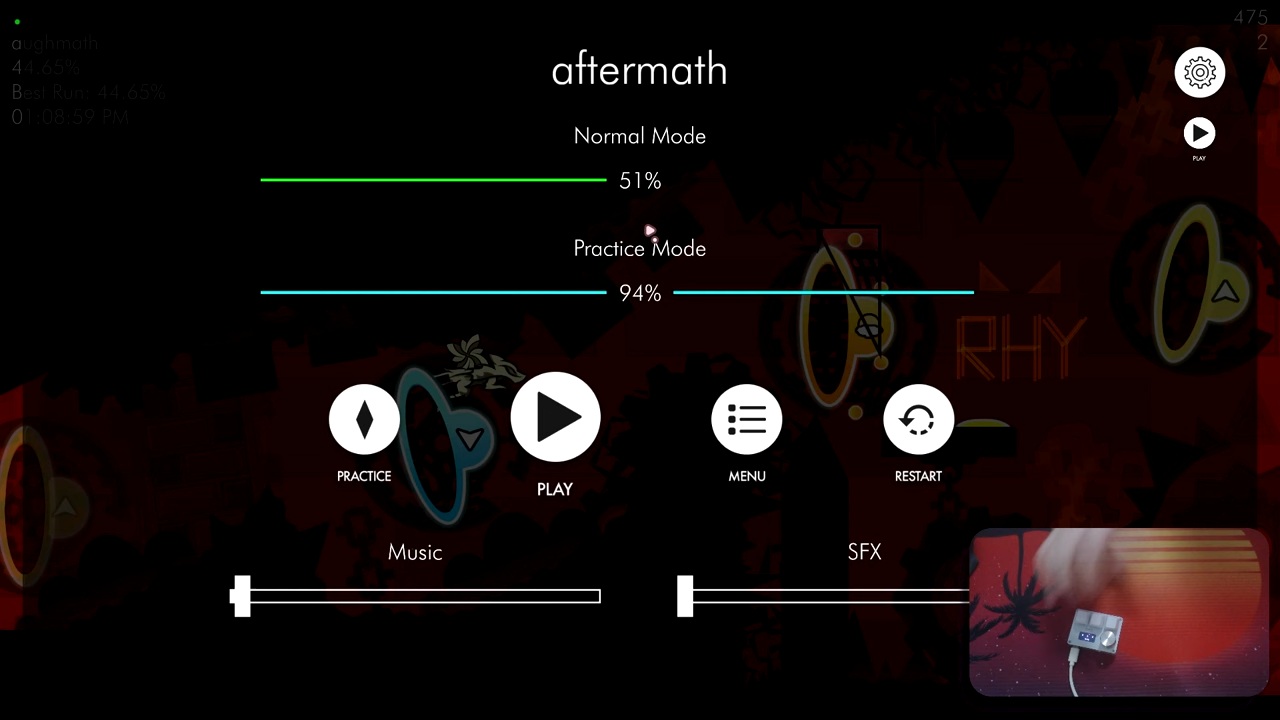 aughmath
44.65%
Best Run: 44.65%
01:08:59 PM
475
2
aftermath
PLAY
Normal Mode
51%
Practice Mode
94%
RHY
PRACTICE
PLAY
MENU
RESTART
Music
SFX